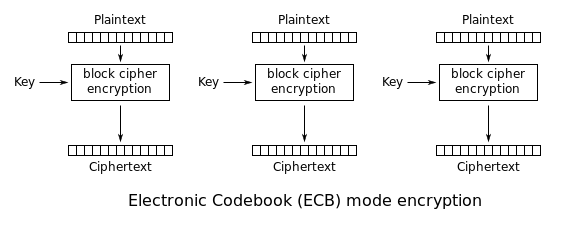 Plaintext Plaintext Plaintext
Key block cipher encryption Key block cipher encryption Key block cipher encryption
Ciphertext Ciphertext Ciphertext
Electronic Codebook (ECB) mode encryption